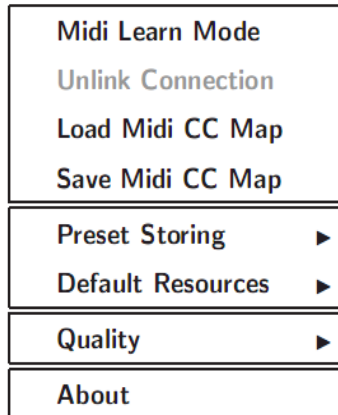 Midi Learn Mode
Unlink Connection
Load Midi CC Map
Save Midi CC Map
Preset Storing ▶
Default Resources ▶
Quality ▶
About